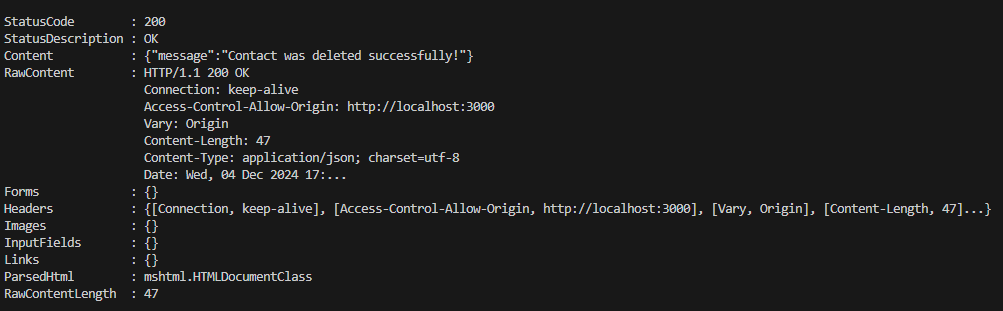 StatusCode        : 200
StatusDescription : OK
Content           : {"message":"Contact was deleted successfully!"}
RawContent        : HTTP/1.1 200 OK
                    Connection: keep-alive
                    Access-Control-Allow-Origin: http://localhost:3000
                    Vary: Origin
                    Content-Length: 47
                    Content-Type: application/json; charset=utf-8
                    Date: Wed, 04 Dec 2024 17:...
Forms             : {}
Headers           : {[Connection, keep-alive], [Access-Control-Allow-Origin, http://localhost:3000], [Vary, Origin], [Content-Length, 47]...}
Images            : {}
InputFields       : {}
Links             : {}
ParsedHtml        : mshtml.HTMLDocumentClass
RawContentLength  : 47